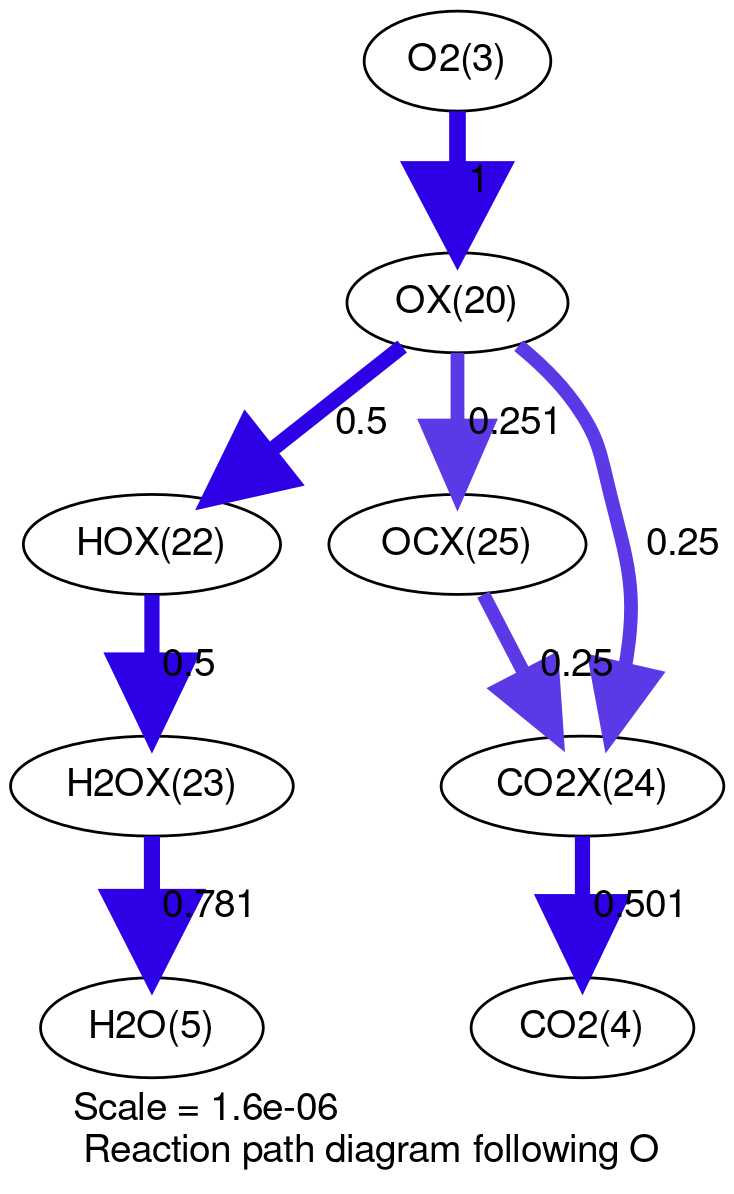 O2(3)
1
OX(20)
0.5
0.251
0.25
HOX(22)
OCX(25)
0.5
0.25
H2OX(23)
CO2X(24)
0.781
0.501
H2O(5)
CO2(4)
Scale = 1.6e-06
Reaction path diagram following O